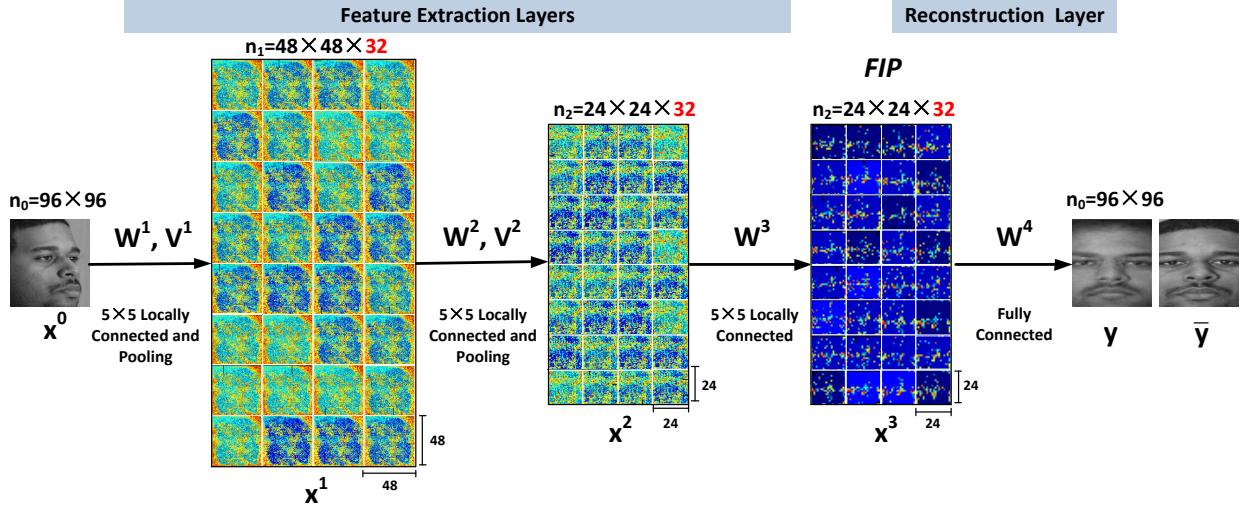 Feature Extraction Layers
Reconstruction Layer
n₁=48×48×32
FIP
n₂=24×24×32
n₂=24×24×32
n₀=96×96
n₀=96×96
W¹, V¹
W², V²
W³
W⁴
5×5 Locally
Connected and
Pooling
5×5 Locally
Connected and
Pooling
5×5 Locally
Connected
Fully
Connected
x⁰
y
y̅
24
24
48
24
24
x²
x³
48
x¹